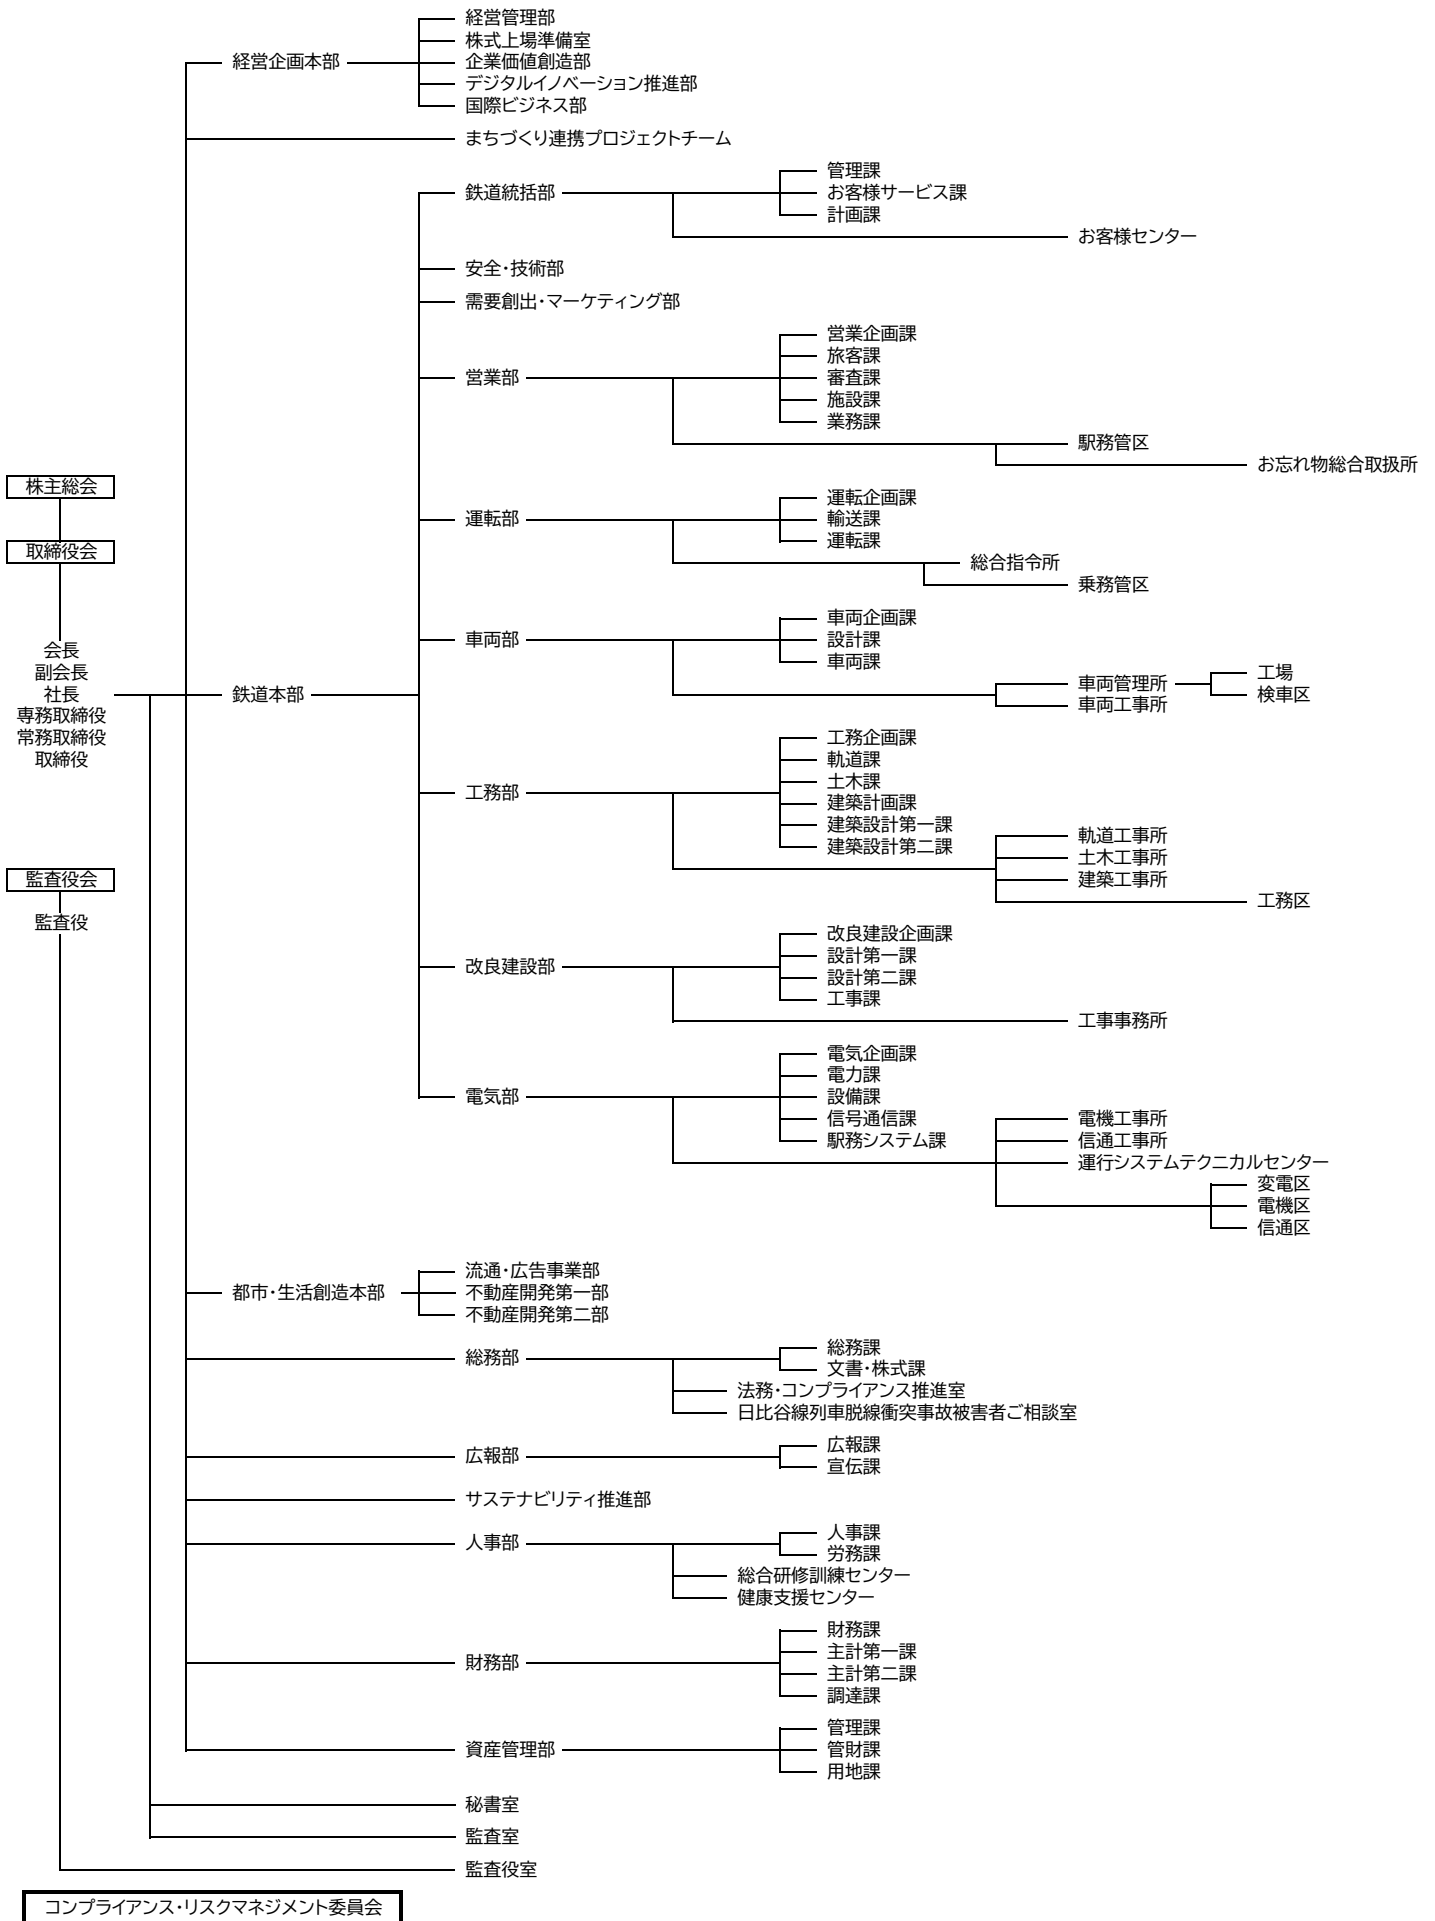 経営管理部
株式上場準備室
経営企画本部
企業価値創造部
デジタルイノベーション推進部
国際ビジネス部
まちづくり連携プロジェクトチーム
管理課
鉄道統括部
お客様サービス課
計画課
お客様センター
安全・技術部
需要創出・マーケティング部
営業企画課
旅客課
営業部
審査課
施設課
業務課
駅務管区
お忘れ物総合取扱所
株主総会
運転企画課
運転部
輸送課
運転課
取締役会
総合指令所
乗務管区
車両企画課
車両部
設計課
車両課
会長
副会長
社長
専務取締役
常務取締役
取締役
鉄道本部
車両管理所
車両工事所
工場
検車区
工務企画課
軌道課
土木課
工務部
建築計画課
建築設計第一課
建築設計第二課
軌道工事所
土木工事所
建築工事所
工務区
監査役会
監査役
改良建設企画課
設計第一課
改良建設部
設計第二課
工事課
工事事務所
電気企画課
電力課
電気部
設備課
信号通信課
駅務システム課
電機工事所
信通工事所
運行システムテクニカルセンター
変電区
電機区
信通区
流通・広告事業部
都市・生活創造本部
不動産開発第一部
不動産開発第二部
総務部
総務課
文書・株式課
法務・コンプライアンス推進室
日比谷線列車脱線衝突事故被害者ご相談室
広報部
広報課
宣伝課
サステナビリティ推進部
人事部
人事課
労務課
総合研修訓練センター
健康支援センター
財務課
主計第一課
財務部
主計第二課
調達課
管理課
資産管理部
管財課
用地課
秘書室
監査室
監査役室
コンプライアンス・リスクマネジメント委員会